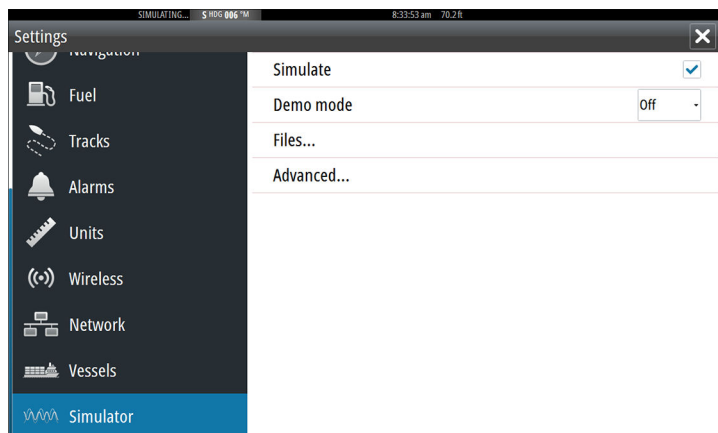 SIMULATING... S HDG 006 °M 8:33:53 am 70.2 ft
Settings
Navigation
Fuel
Tracks
Alarms
Units
Wireless
Network
Vessels
Simulator
Simulate
Demo mode Off
Files...
Advanced...